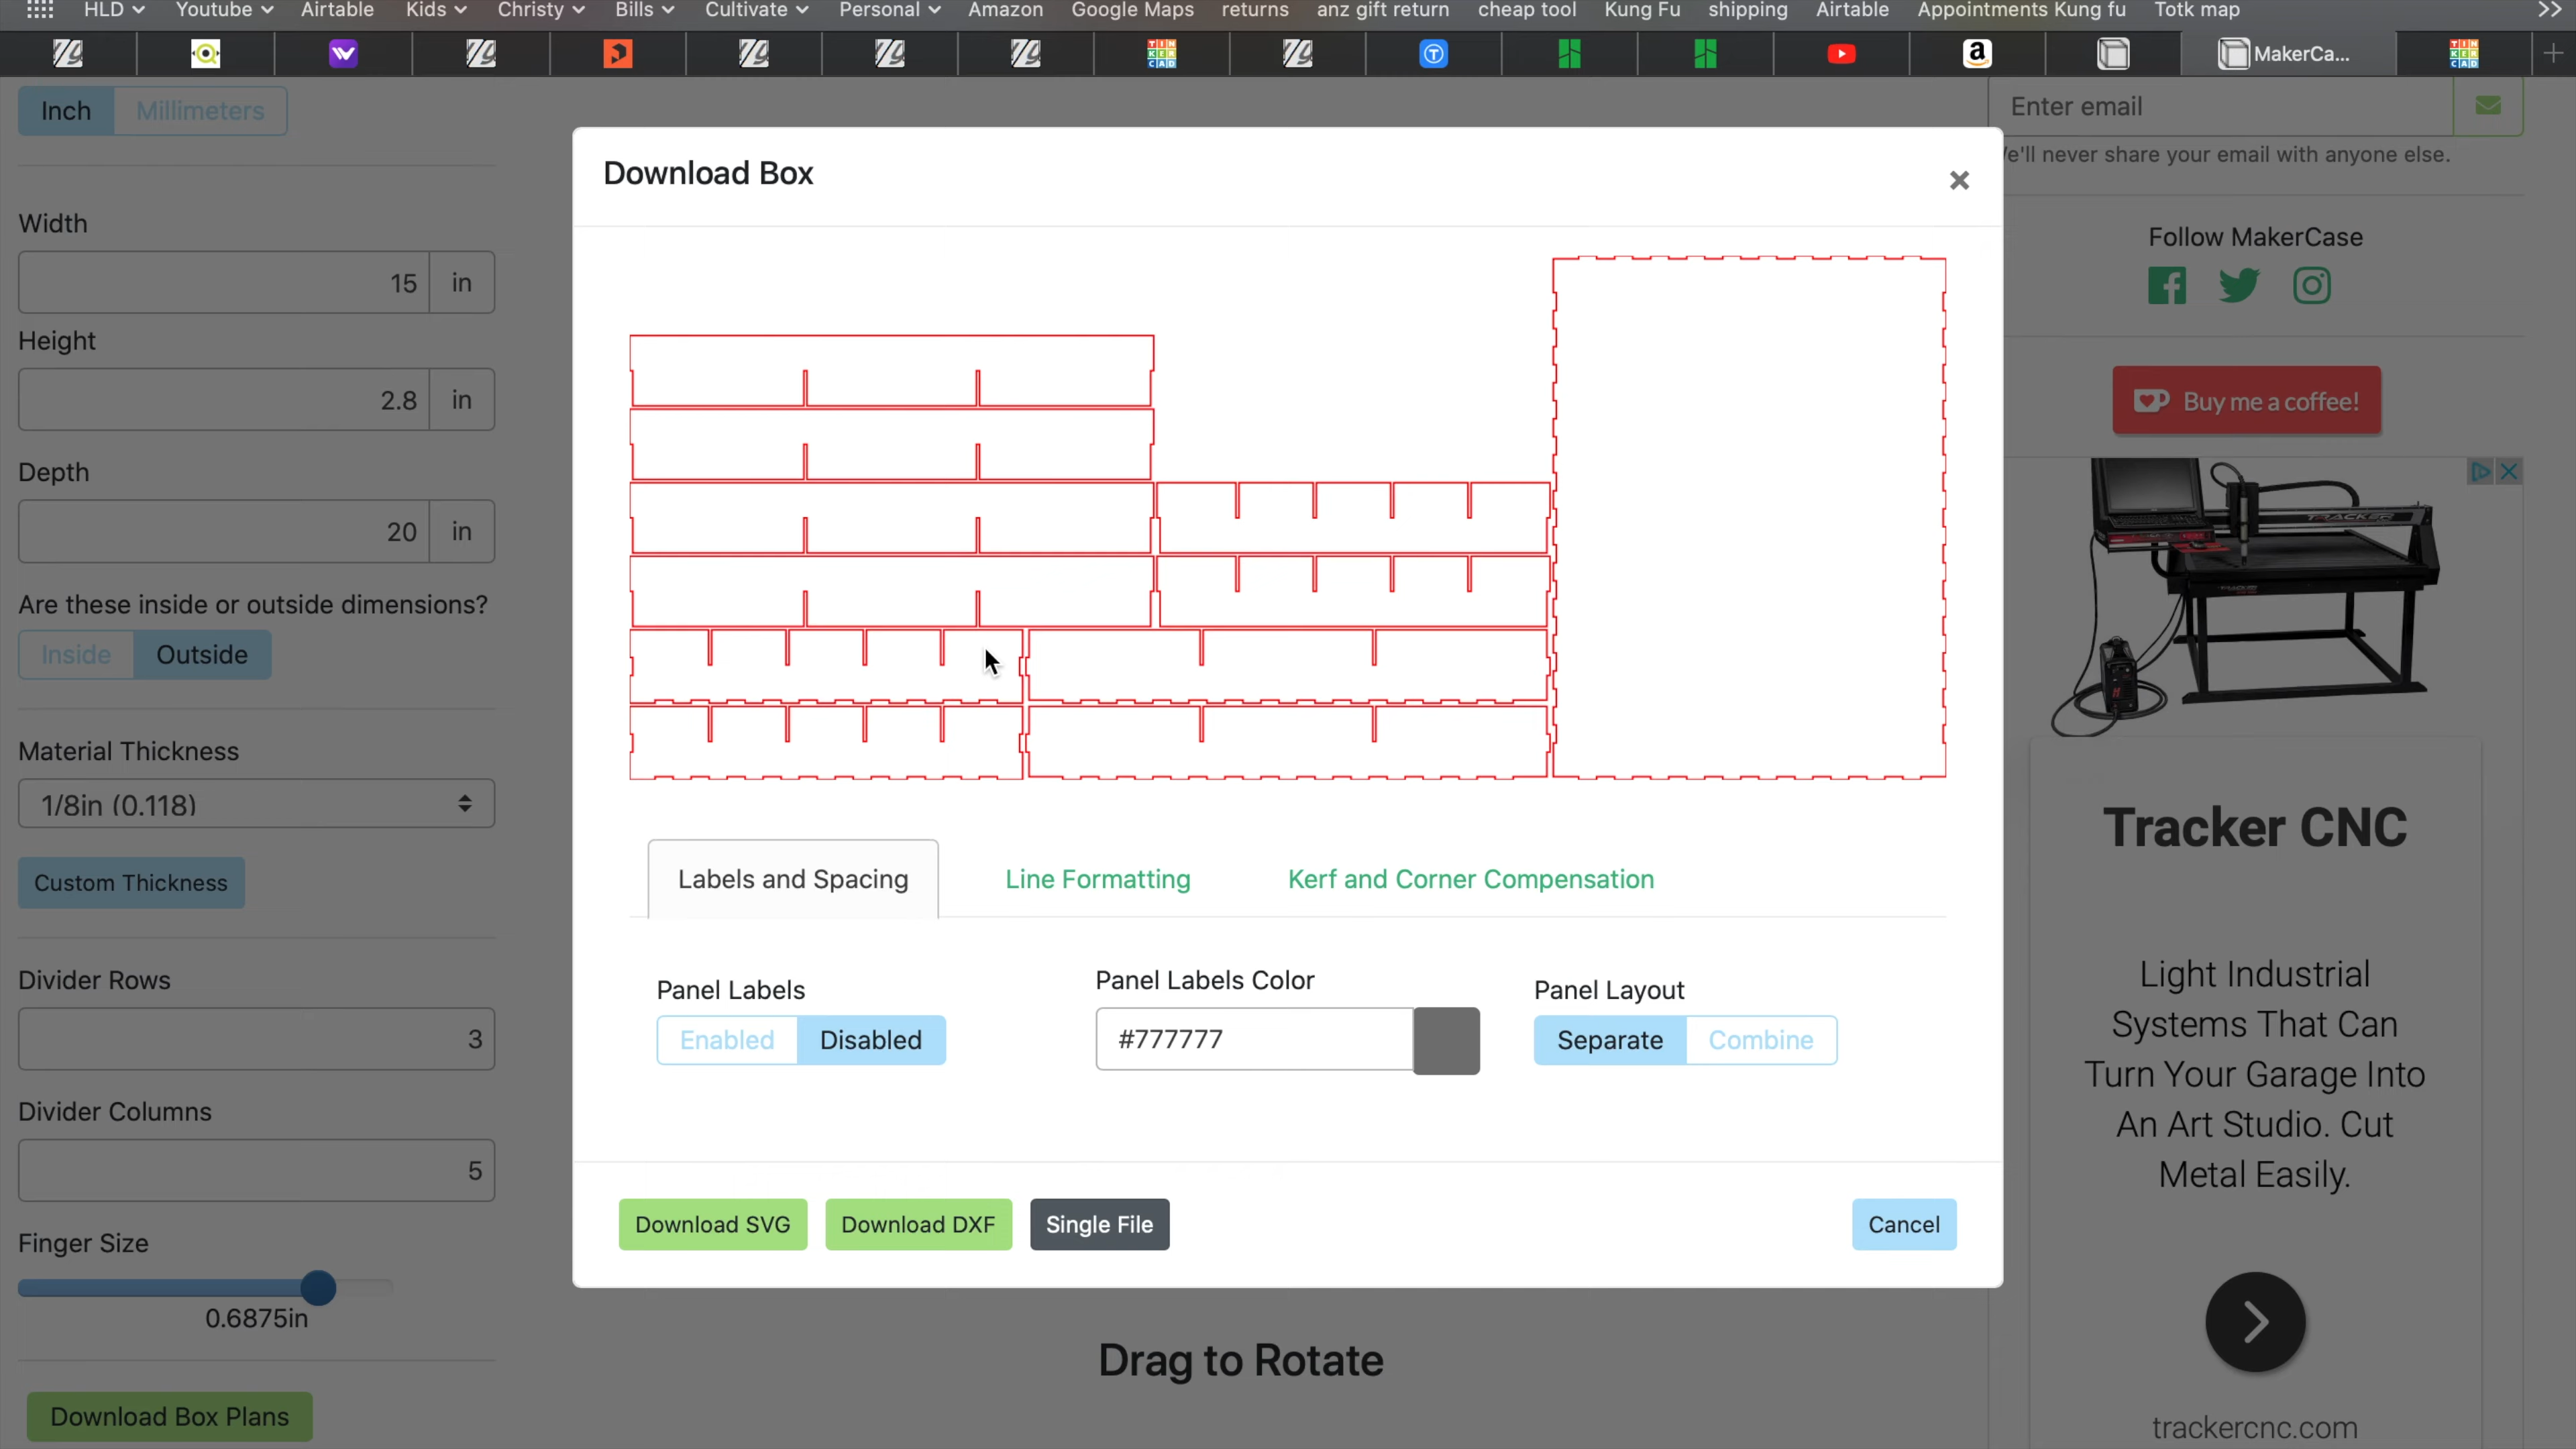 HLD Youtube Airtable Kids Christy Bills Cultivate Personal Amazon Google Maps returns anz gift return cheap tool Kung Fu shipping Airtable Appointments Kung fu Totk map
MakerCa...
Inch Millimeters
Width
15 in
Height
2.8 in
Depth
20 in
Are these inside or outside dimensions?
Inside Outside
Material Thickness
1/8in (0.118)
Custom Thickness
Divider Rows
3
Divider Columns
5
Finger Size
0.6875in
Download Box Plans
Download Box
Labels and Spacing Line Formatting Kerf and Corner Compensation
Panel Labels
Enabled Disabled
Panel Labels Color
#777777
Panel Layout
Separate Combine
Download SVG Download DXF Single File Cancel
Drag to Rotate
Enter email
e'll never share your email with anyone else.
Follow MakerCase
Buy me a coffee!
TRACKER
Tracker CNC
Light Industrial
Systems That Can
Turn Your Garage Into
An Art Studio. Cut
Metal Easily.
trackercnc.com